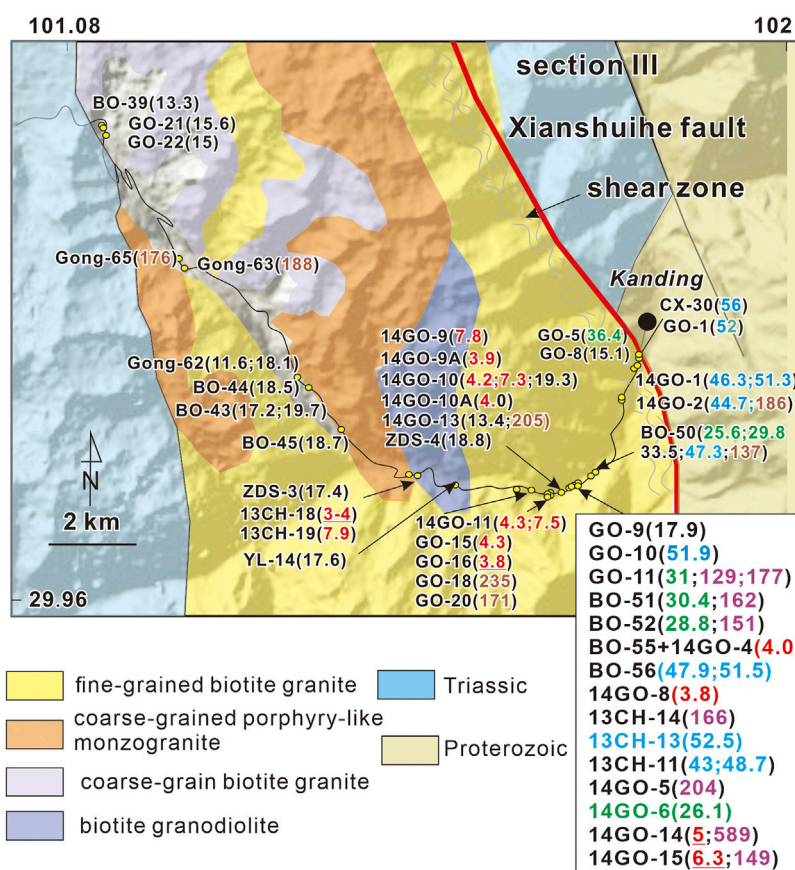 101.08
102
section III
BO-39(13.3)
GO-21(15.6)
GO-22(15)
Xianshuihe fault
shear zone
Gong-65(176)
Gong-63(188)
Kanding
CX-30(56)
GO-1(52)
14GO-9(7.8)
14GO-9A(3.9)
14GO-10(4.2;7.3;19.3)
14GO-10A(4.0)
14GO-13(13.4;205)
ZDS-4(18.8)
GO-5(36.4)
GO-8(15.1)
Gong-62(11.6;18.1)
BO-44(18.5)
BO-43(17.2;19.7)
BO-45(18.7)
14GO-1(46.3;51.3)
14GO-2(44.7;186)
BO-50(25.6;29.8
33.5;47.3;137)
N
2 km
ZDS-3(17.4)
13CH-18(3-4)
13CH-19(7.9)
YL-14(17.6)
14GO-11(4.3;7.5)
GO-15(4.3)
GO-16(3.8)
GO-18(235)
GO-20(171)
29.96
GO-9(17.9)
GO-10(51.9)
GO-11(31;129;177)
BO-51(30.4;162)
BO-52(28.8;151)
BO-55+14GO-4(4.0
BO-56(47.9;51.5)
14GO-8(3.8)
13CH-14(166)
13CH-13(52.5)
13CH-11(43;48.7)
14GO-5(204)
14GO-6(26.1)
14GO-14(5;589)
14GO-15(6.3;149)
fine-grained biotite granite
coarse-grained porphyry-like
monzogranite
coarse-grain biotite granite
biotite granodiolite
Triassic
Proterozoic